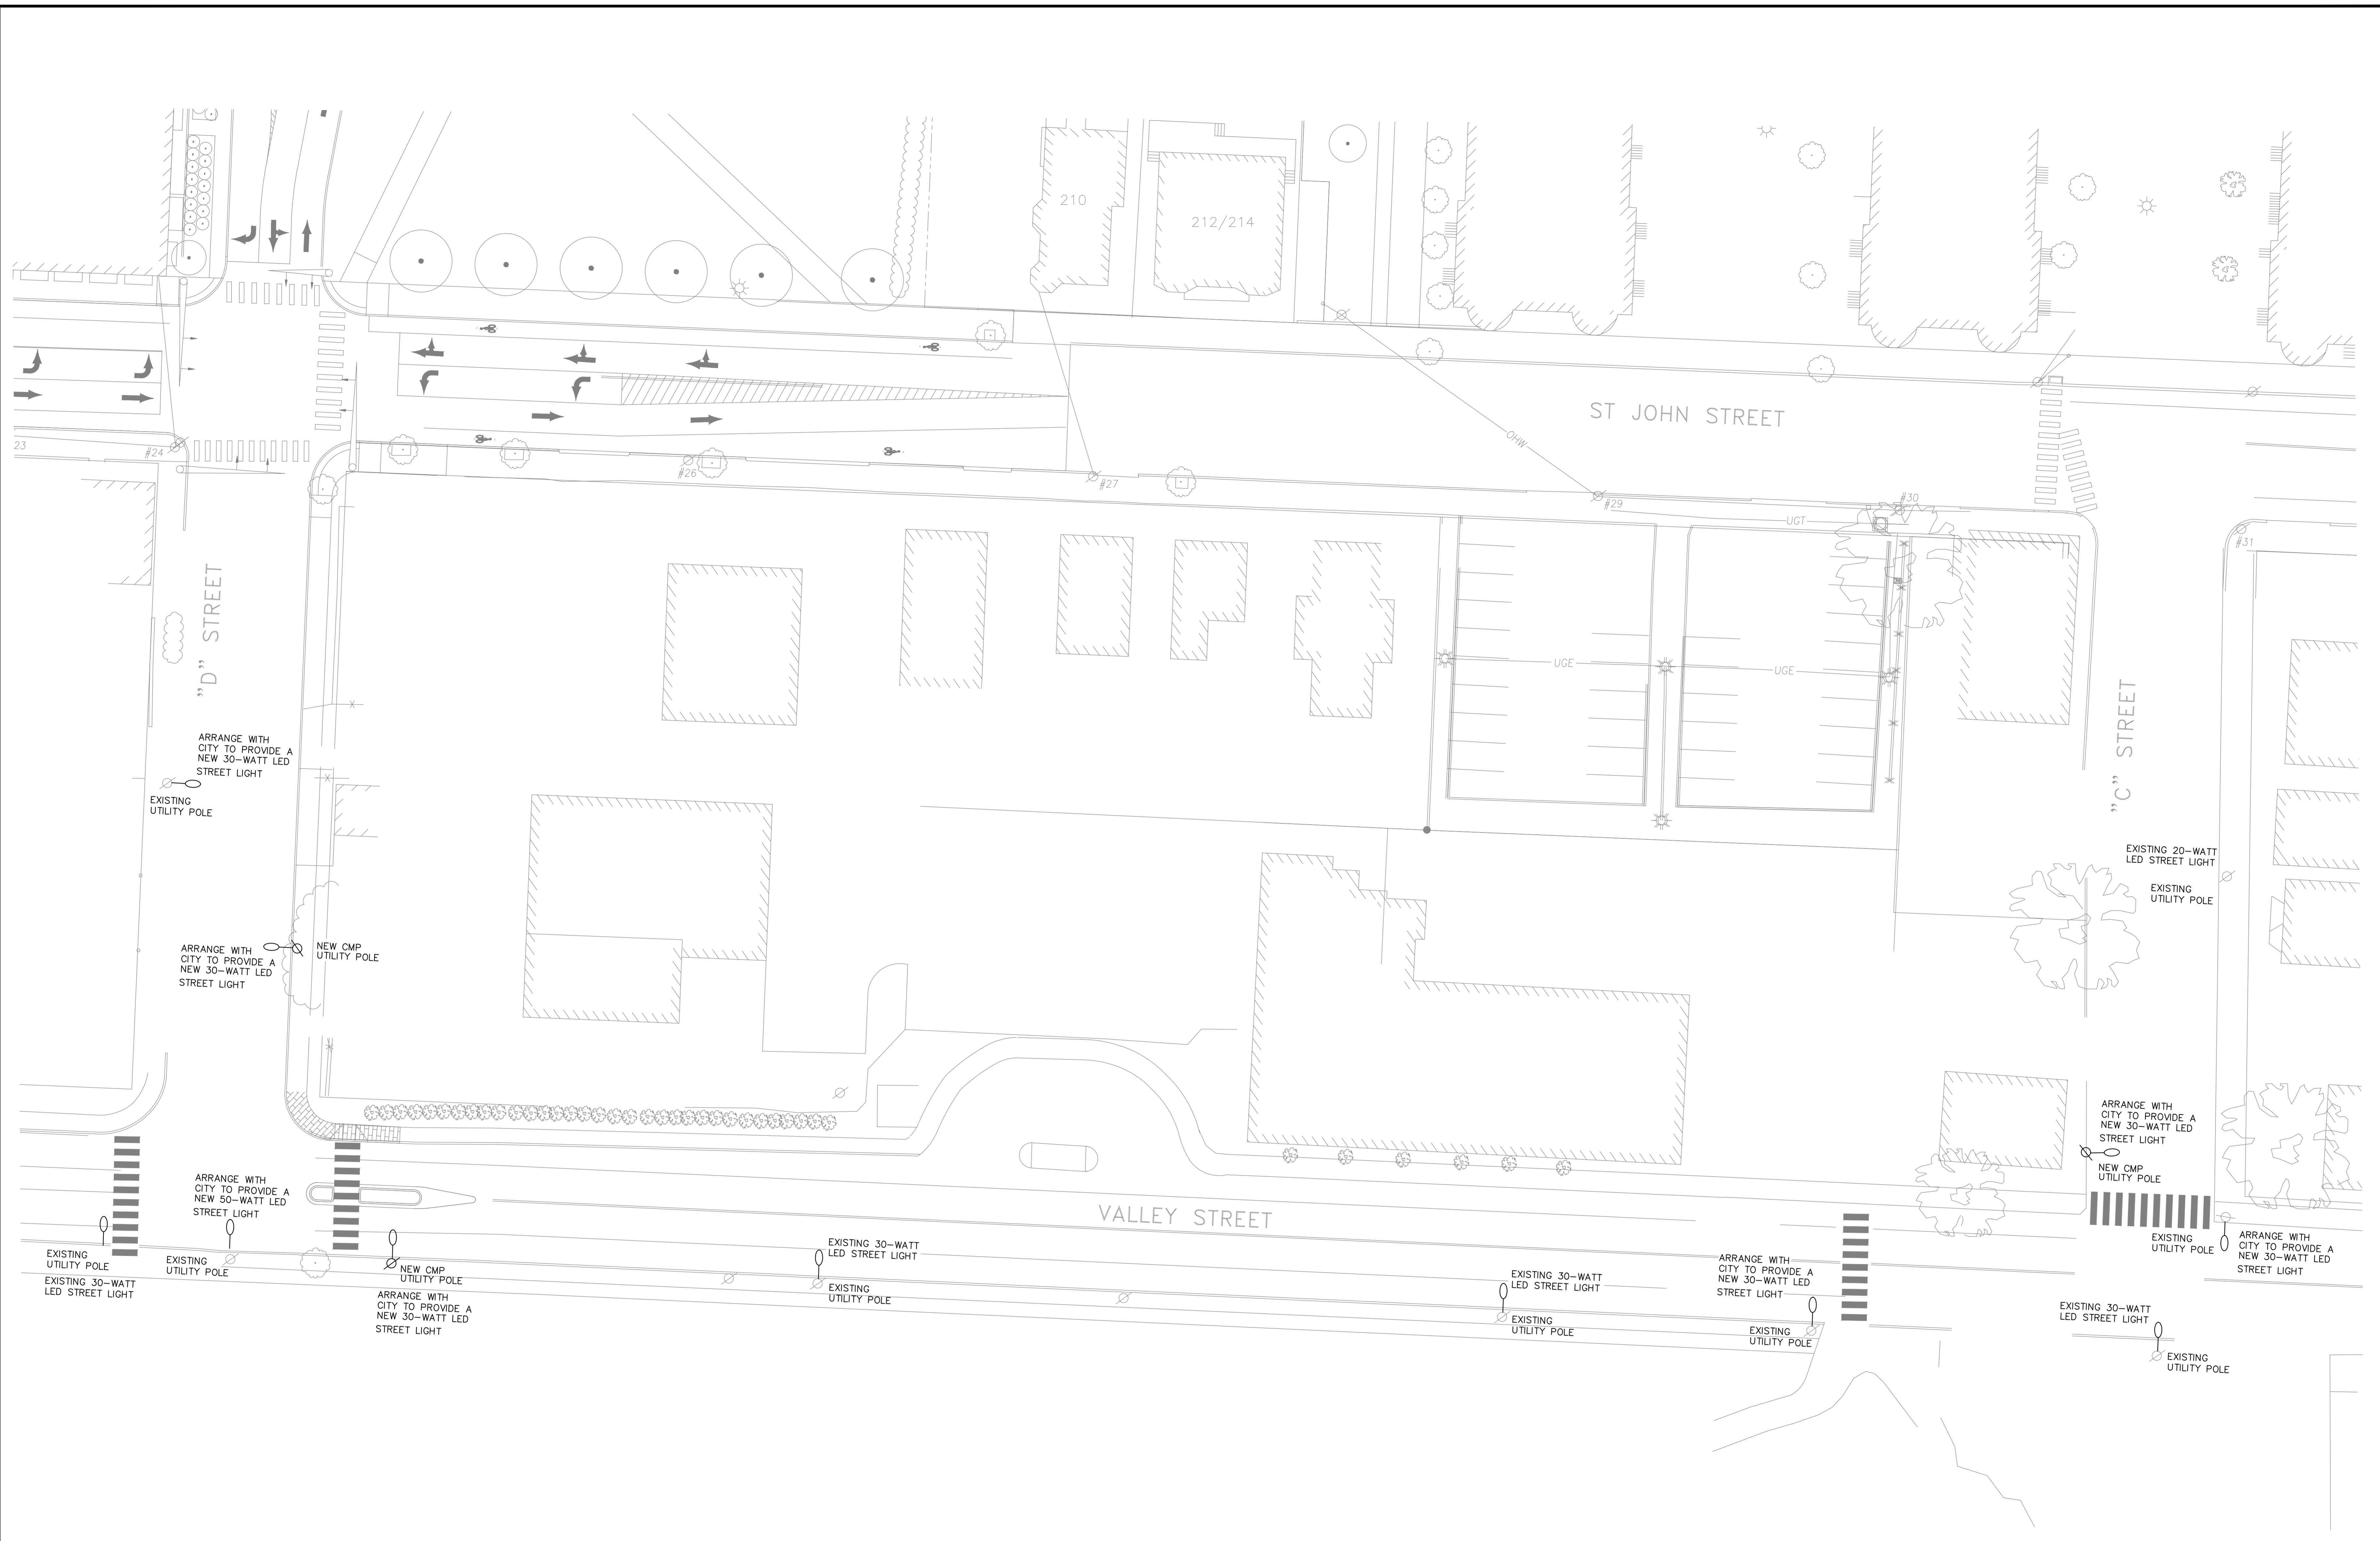 210
212/214
ST JOHN STREET
OHW
23
#24
#26
#27
#29
#30
UGT
#31
"D" STREET
UGE
UGE
"C" STREET
ARRANGE WITH
CITY TO PROVIDE A
NEW 30-WATT LED
STREET LIGHT
EXISTING
UTILITY POLE
EXISTING 20-WATT
LED STREET LIGHT
EXISTING
UTILITY POLE
ARRANGE WITH
CITY TO PROVIDE A
NEW 30-WATT LED
STREET LIGHT
NEW CMP
UTILITY POLE
ARRANGE WITH
CITY TO PROVIDE A
NEW 30-WATT LED
STREET LIGHT
NEW CMP
UTILITY POLE
ARRANGE WITH
CITY TO PROVIDE A
NEW 50-WATT LED
STREET LIGHT
VALLEY STREET
EXISTING
UTILITY POLE
EXISTING 30-WATT
LED STREET LIGHT
EXISTING
UTILITY POLE
NEW CMP
UTILITY POLE
ARRANGE WITH
CITY TO PROVIDE A
NEW 30-WATT LED
STREET LIGHT
EXISTING 30-WATT
LED STREET LIGHT
EXISTING
UTILITY POLE
EXISTING 30-WATT
LED STREET LIGHT
EXISTING
UTILITY POLE
ARRANGE WITH
CITY TO PROVIDE A
NEW 30-WATT LED
STREET LIGHT
EXISTING
UTILITY POLE
EXISTING
UTILITY POLE
ARRANGE WITH
CITY TO PROVIDE A
NEW 30-WATT LED
STREET LIGHT
EXISTING 30-WATT
LED STREET LIGHT
EXISTING
UTILITY POLE